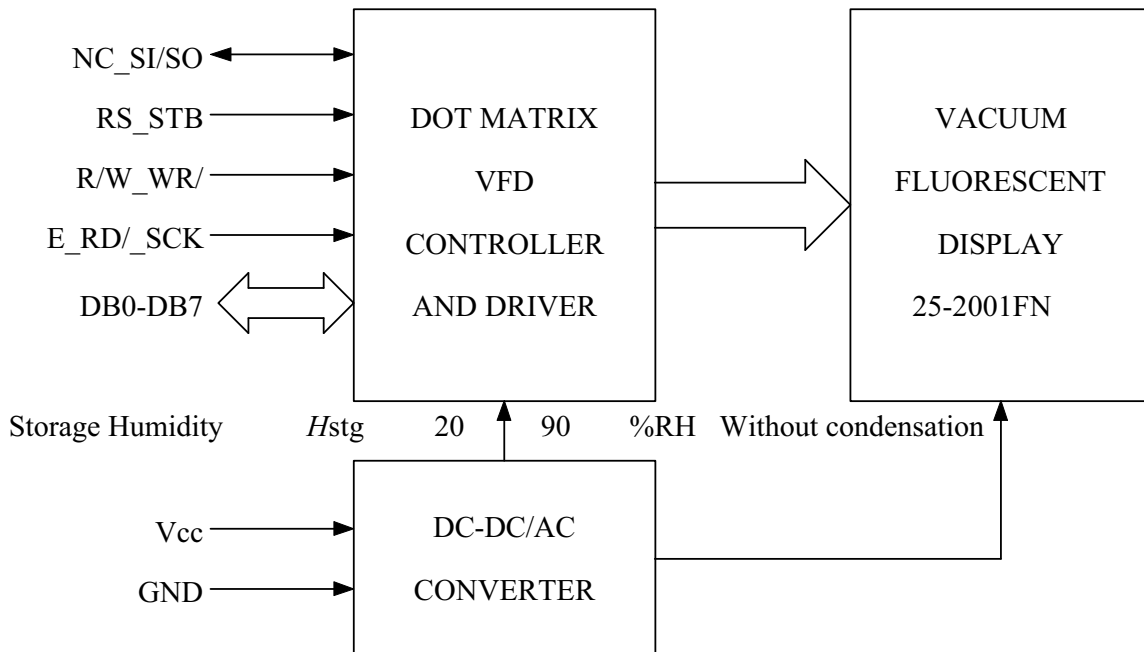 NC_SI/SO
RS_STB
R/W_WR/
E_RD/_SCK
DB0-DB7
DOT MATRIX
VFD
CONTROLLER
AND DRIVER
VACUUM
FLUORESCENT
DISPLAY
25-2001FN
Storage Humidity Hstg 20 90 %RH Without condensation
Vcc
GND
DC-DC/AC
CONVERTER